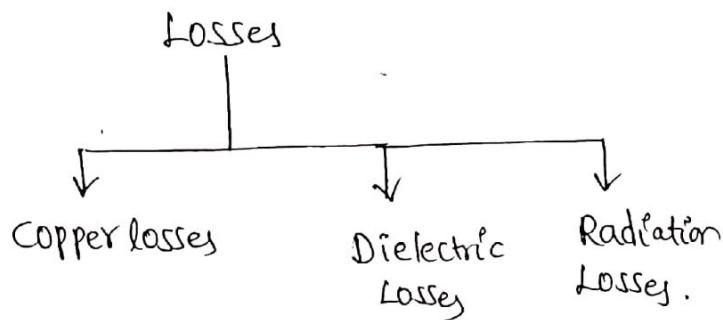 Losses
Copper losses
Dielectric
Losses
Radiation
Losses.